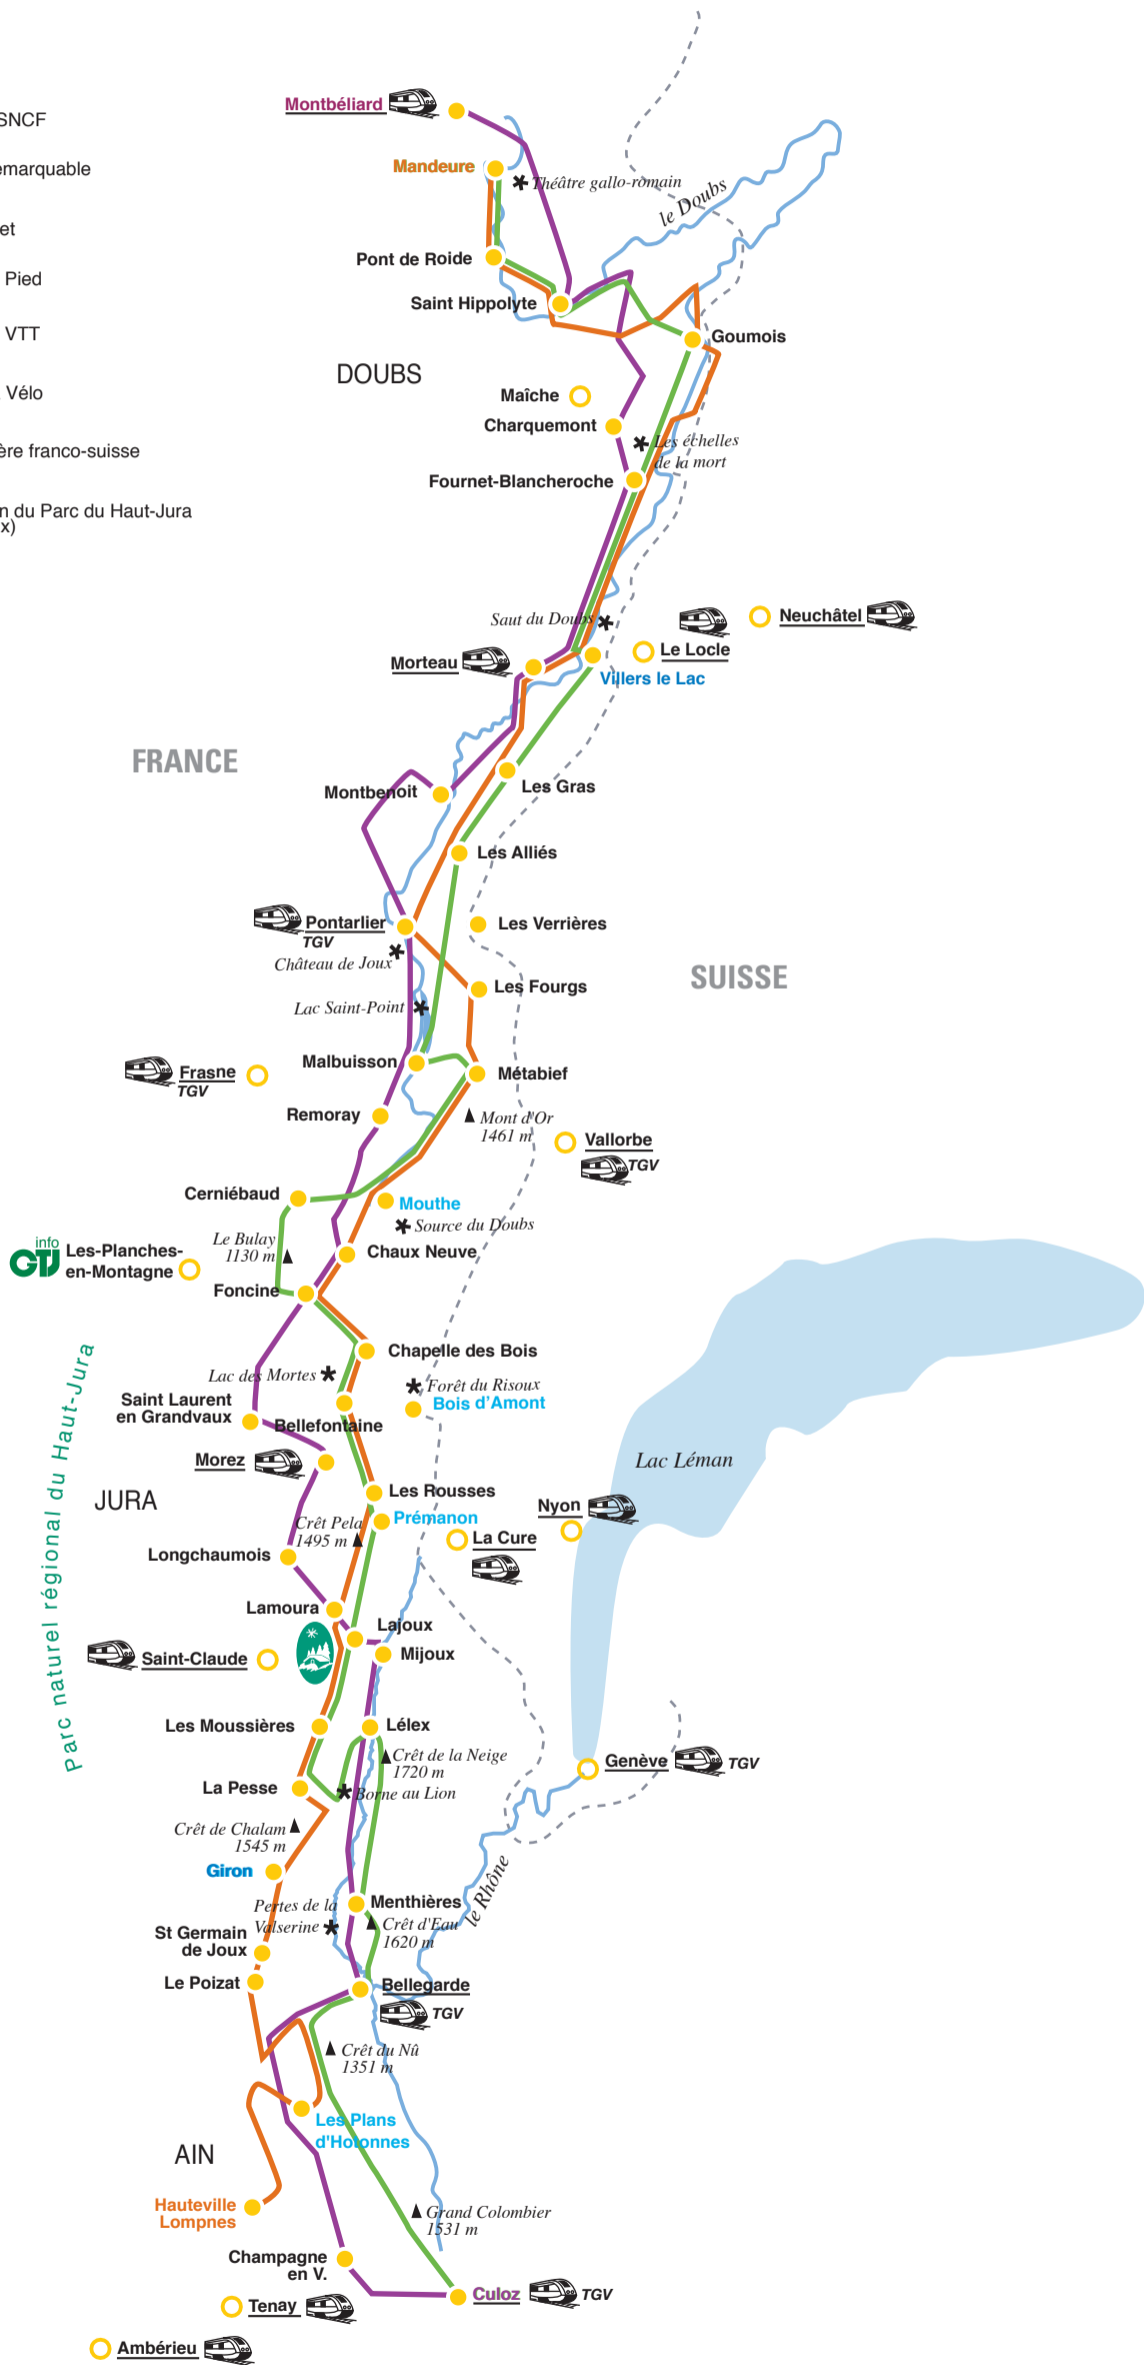 SNCF
Montbéliard
Mandeure
Théâtre gallo-romain
le Doubs
Pont de Roide
Saint Hippolyte
Goumois
et
Pied
VTT
Vélo
DOUBS
Maîche
Charquemont
Les échelles
de la mort
Fournet-Blancheroche
franco-suisse
du Parc du Haut-Jura
x)
Saut du Doubs
Neuchâtel
Le Locle
Morteau
Villers le Lac
FRANCE
Montbenoit
Les Gras
Les Alliés
Pontarlier
TGV
Les Verrières
Château de Joux
SUISSE
Les Fourgs
Lac Saint-Point
Malbuisson
Métabief
Frasne
TGV
Remoray
Mont d'Or
1461 m
Vallorbe
TGV
Cerniébaud
Mouthe
Source du Doubs
Le Bulay
1130 m
Chaux Neuve
info
GTJ
Les-Planches-
en-Montagne
Foncine
Chapelle des Bois
Lac des Mortes
Forêt du Risoux
Bois d'Amont
Saint Laurent
en Grandvaux
Bellefontaine
Morez
Lac Léman
Parc naturel régional du Haut-Jura
JURA
Les Rousses
Nyon
Prémanon
Crêt Pela
1495 m
La Cure
Longchaumois
Lamoura
Lajoux
Mijoux
Saint-Claude
Les Moussières
Lélex
Crêt de la Neige
1720 m
Genève
TGV
La Pesse
Borne au Lion
Crêt de Chalam
1545 m
Giron
le Rhône
Menthières
Pertes de la
Valserine
Crêt d'Eau
1620 m
St Germain
de Joux
Le Poizat
Bellegarde
TGV
Crêt du Nû
1351 m
Les Plans
d'Hotonnes
AIN
Hauteville
Lompnes
Grand Colombier
1531 m
Champagne
en V.
Culoz
TGV
Tenay
Ambérieu